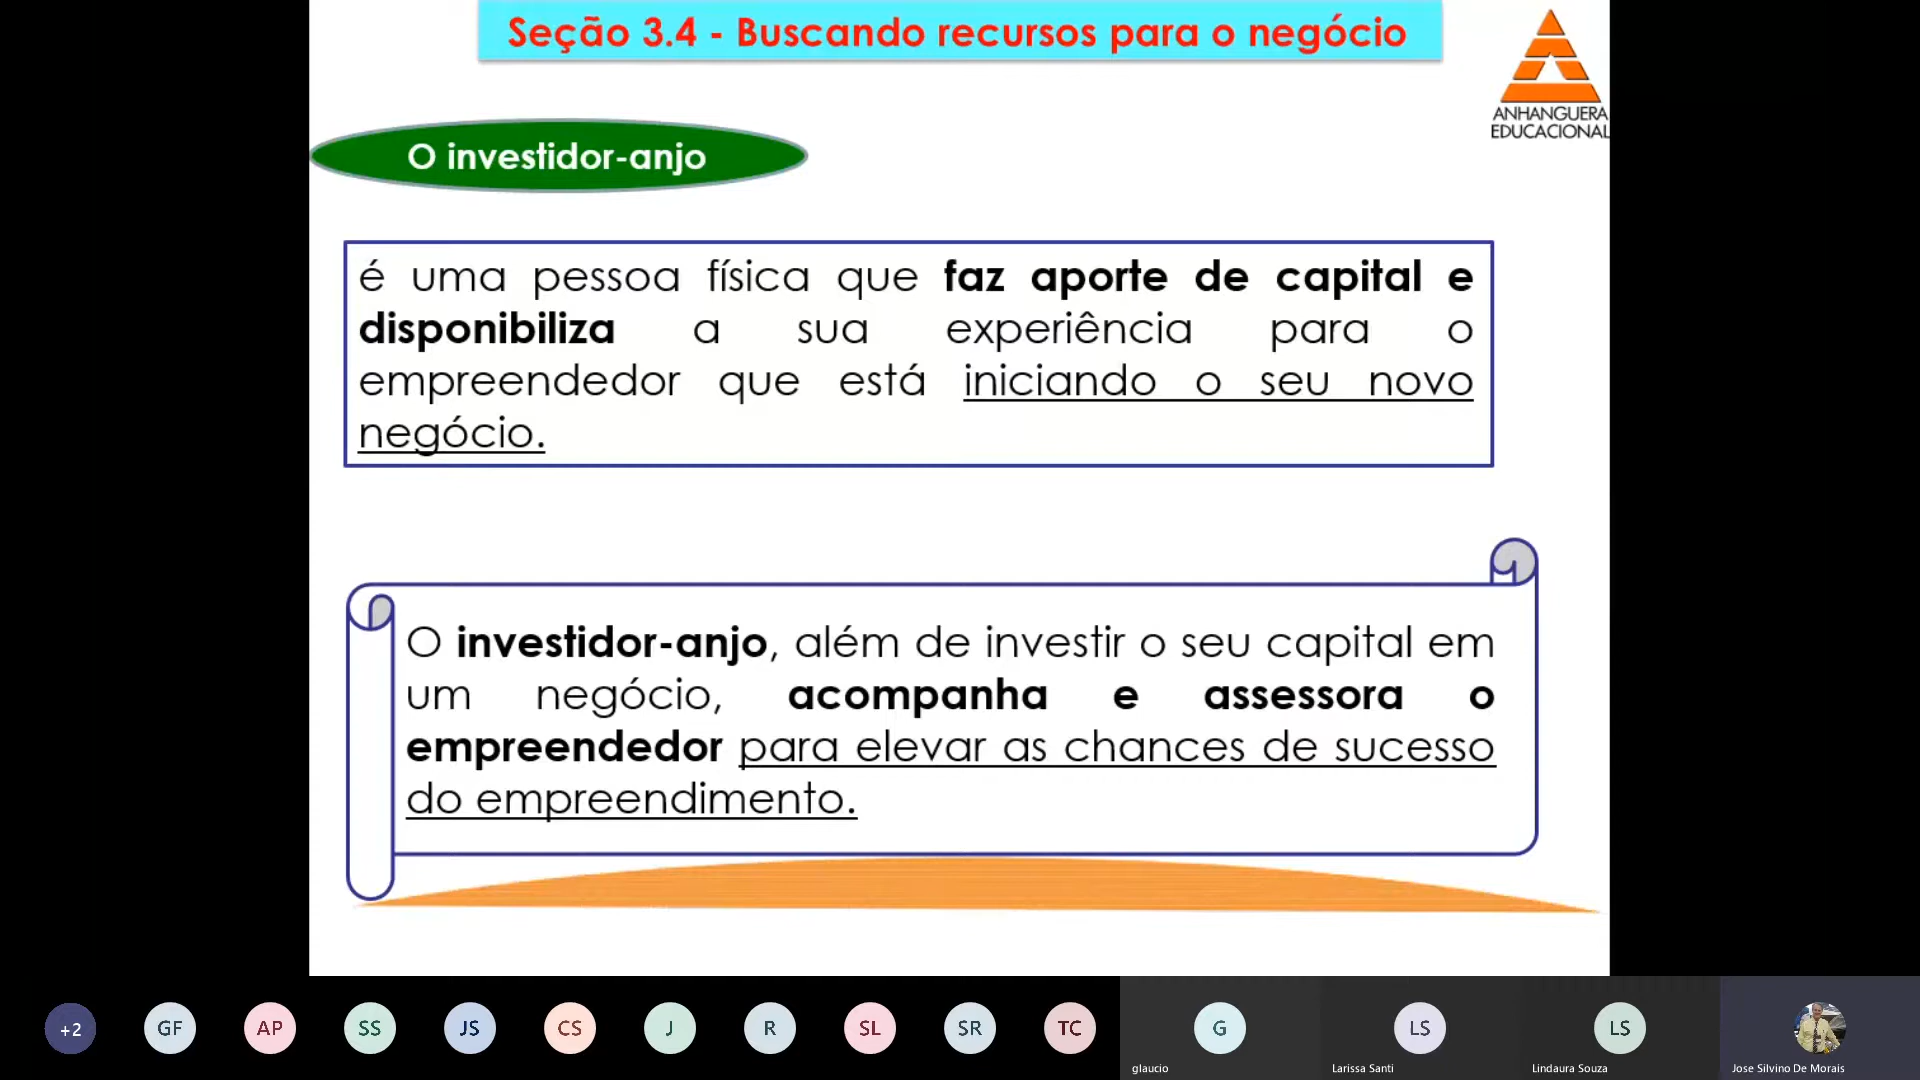 Seção 3.4 - Buscando recursos para o negócio
ANHANGUERA
EDUCACIONAL
O investidor-anjo
é uma pessoa física que faz aporte de capital e
disponibiliza a sua experiência para o
empreendedor que está iniciando o seu novo
negócio.
O investidor-anjo, além de investir o seu capital em
um negócio, acompanha e assessora o
empreendedor para elevar as chances de sucesso
do empreendimento.
+2
GF
AP
SS
JS
CS
J
R
SL
SR
TC
G
LS
LS
glaucio
Larissa Santi
Lindaura Souza
Jose Silvino De Morais